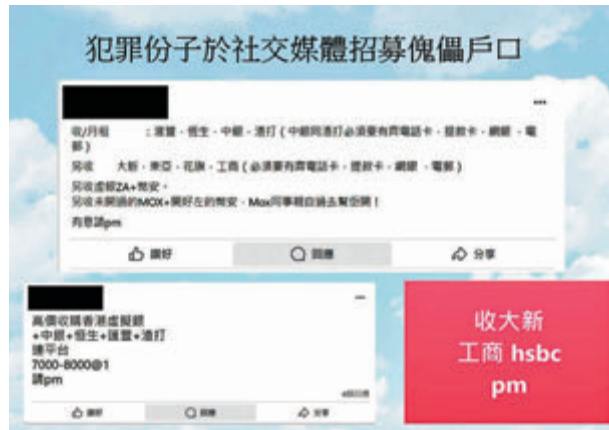 犯罪份子於社交媒體招募傀儡戶口
收/月租 : 滙豐、恆生、中銀、渣打 ( 中銀同渣打必須要有齊電話卡、提款卡、網銀、電
郵 )
另收 大新、東亞、花旗、工商 ( 必須要有齊電話卡、提款卡、網銀、電郵 )
另收虛銀ZA+幣安。
另收未開過的MOX+開好左的幣安、Mox同事親自過去幫您開！
有意請pm
讚好
回應
分享
高價收購香港虛擬銀
+中銀+恆生+匯豐+渣打
連平台
7000-8000@1
請pm
讚好
回應
分享
收大新
工商 hsbc
pm